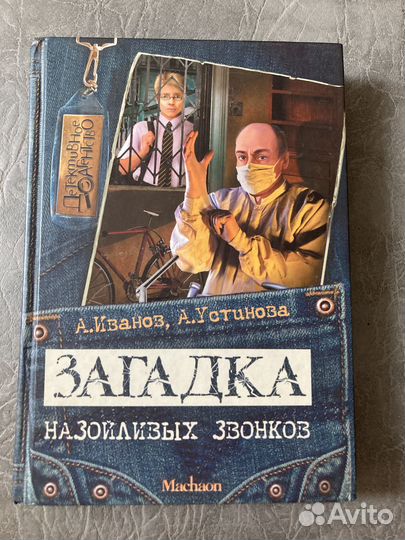 Детективное
агентство
А.Иванов, А.Устинова
ЗАГАДКА
НАЗОЙЛИВЫХ ЗВОНКОВ
Machaon
Avito